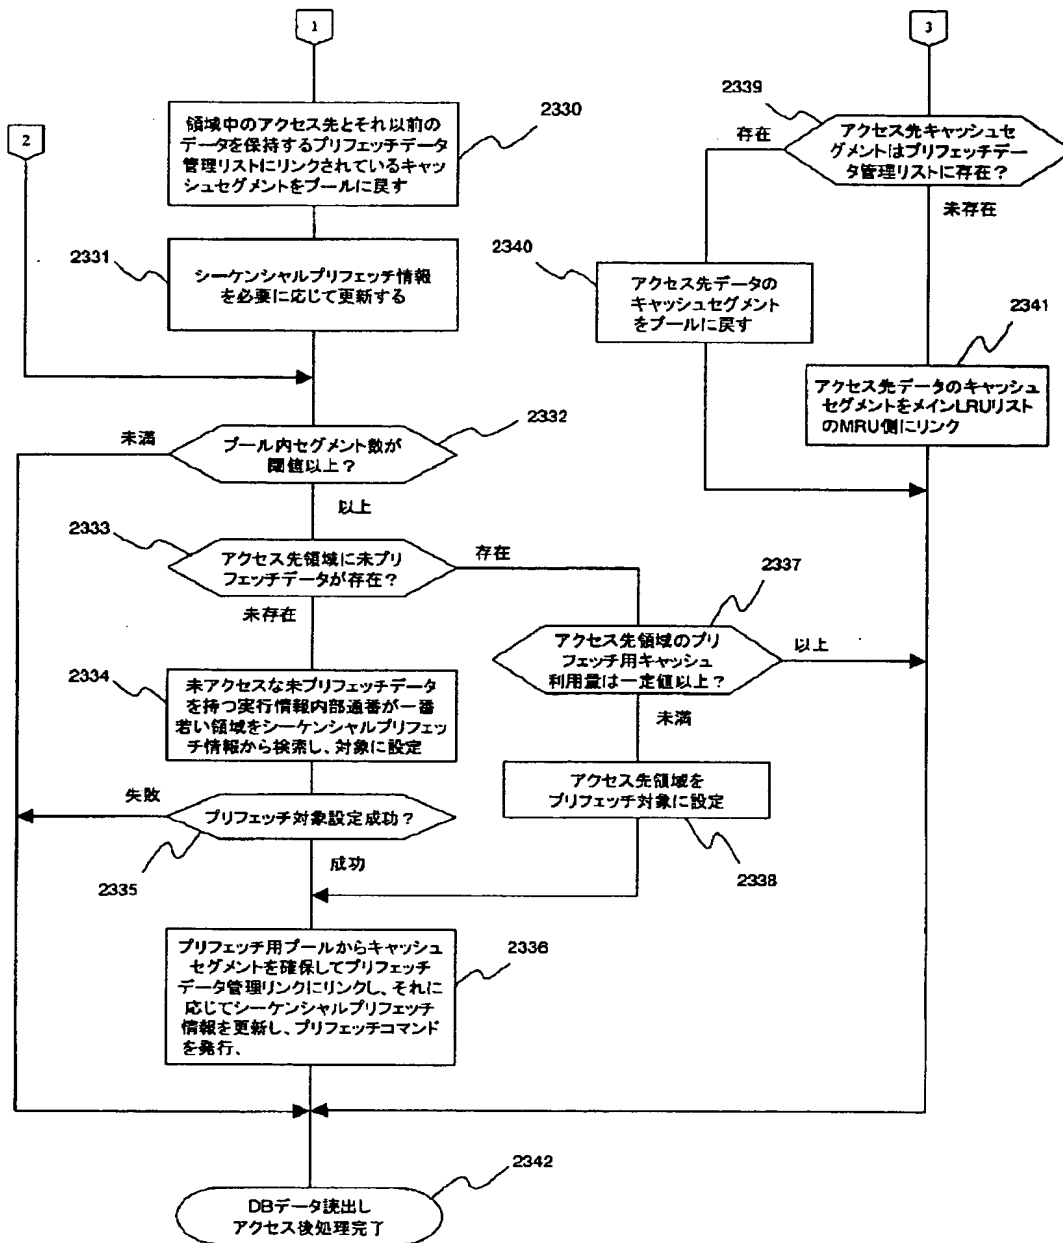 1
2330
領域中のアクセス先とそれ以前の
データを保持するプリフェッチデータ
管理リストにリンクされているキャッ
シュセグメントをプールに戻す
2
2331
シーケンシャルプリフェッチ情報
を必要に応じて更新する
2332
未満
プール内セグメント数が
閾値以上?
以上
2333
アクセス先領域に未プリ
フェッチデータが存在?
存在
未存在
2334
未アクセスな未プリフェッチデータ
を持つ実行情報内部通番が一番
若い領域をシーケンシャルプリフェッ
チ情報から検索し、対象に設定
失敗
プリフェッチ対象設定成功?
2335
成功
2336
プリフェッチ用プールからキャッシュ
セグメントを確保してプリフェッチ
データ管理リンクにリンクし、それに
応じてシーケンシャルプリフェッチ
情報を更新し、プリフェッチコマンド
を発行、
2337
アクセス先領域のプリ
フェッチ用キャッシュ
利用量は一定値以上?
以上
未満
アクセス先領域を
プリフェッチ対象に設定
2338
3
2339
存在
アクセス先キャッシュセ
グメントはプリフェッチデー
タ管理リストに存在?
未存在
2340
アクセス先データの
キャッシュセグメント
をプールに戻す
2341
アクセス先データのキャッシュ
セグメントをメインLRUリスト
のMRU側にリンク
2342
DBデータ読出し
アクセス後処理完了